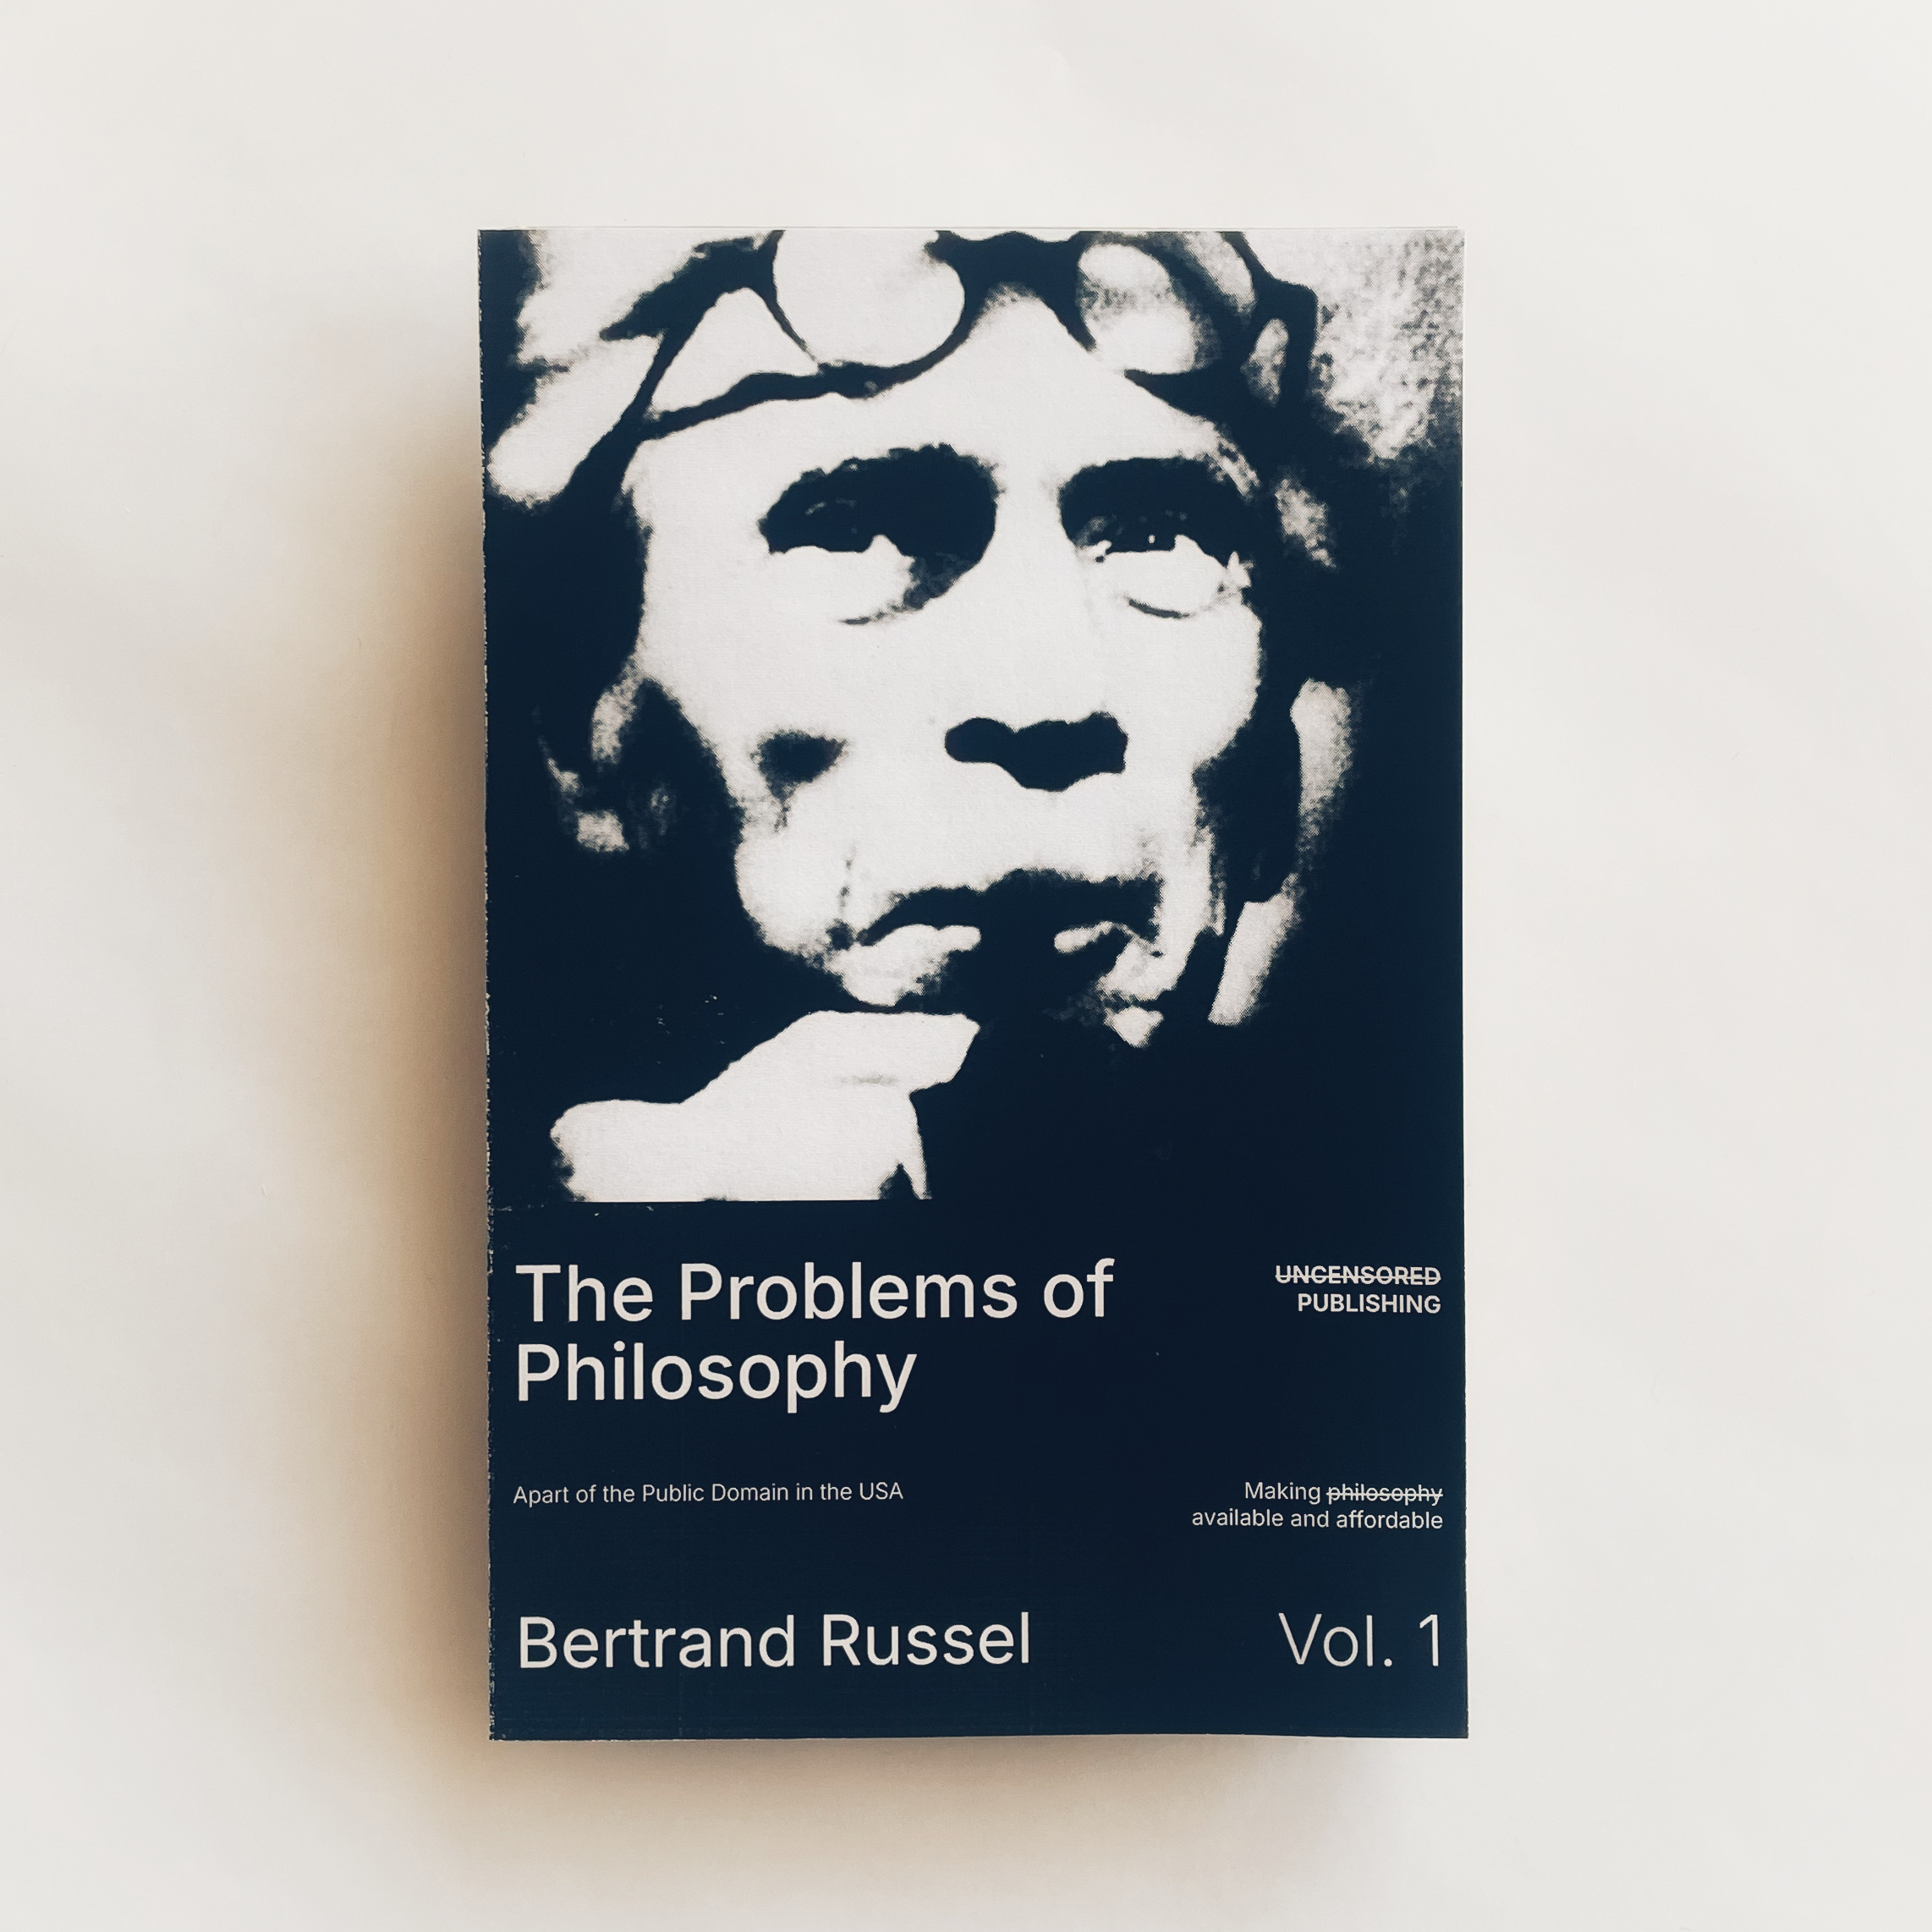 The Problems of
Philosophy
UNCENSORED
PUBLISHING
Apart of the Public Domain in the USA
Making philosophy
available and affordable
Bertrand Russel
Vol. 1